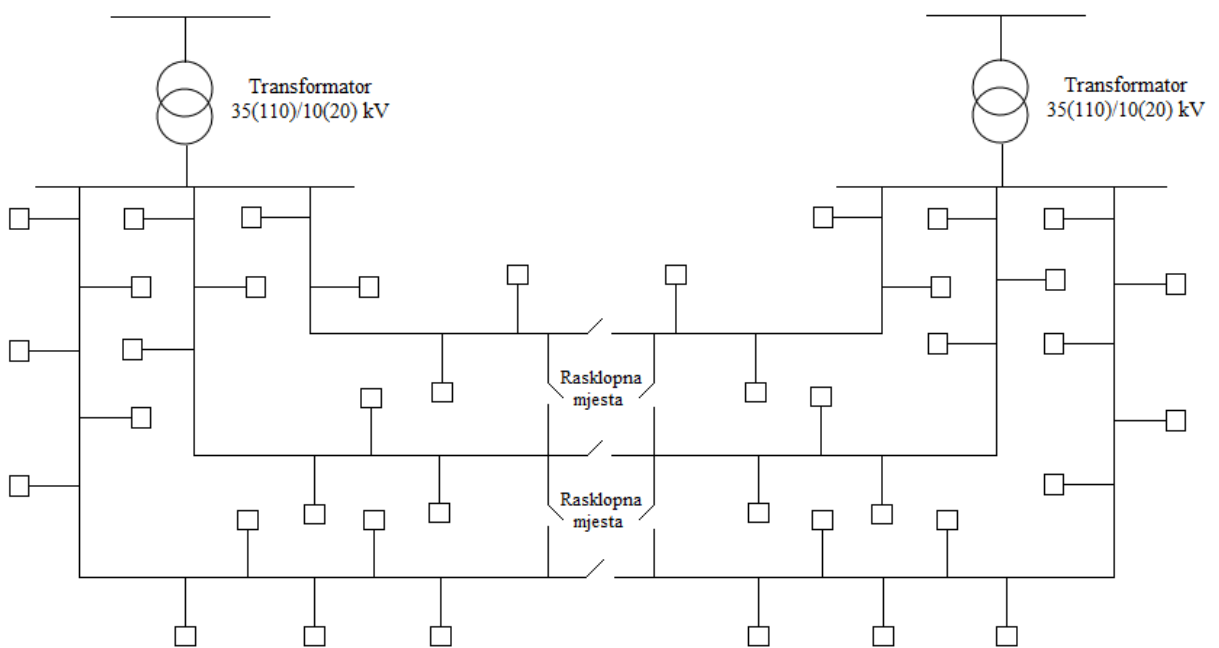 Transformator
35(110)/10(20) kV
Transformator
35(110)/10(20) kV
Rasklopna
mjesta
Rasklopna
mjesta